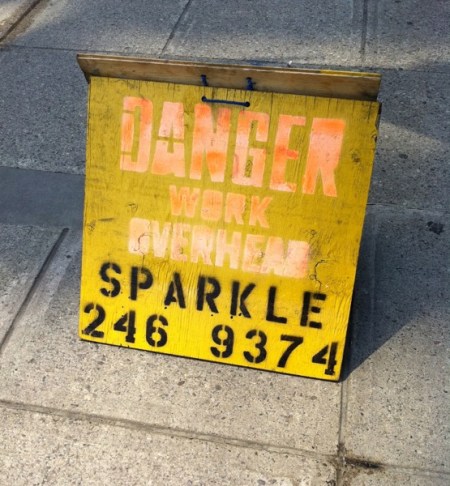 DANGER
WORK
OVERHEAD
SPARKLE
246 9374